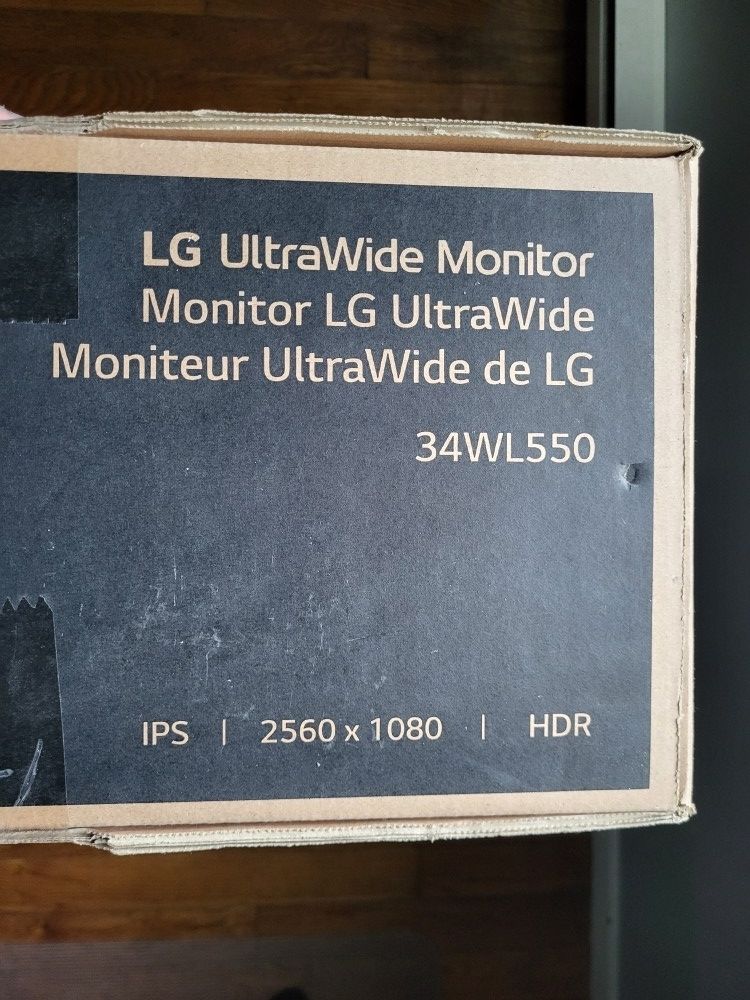 LG UltraWide Monitor
Monitor LG UltraWide
Moniteur UltraWide de LG
34WL550
IPS | 2560 x 1080 | HDR